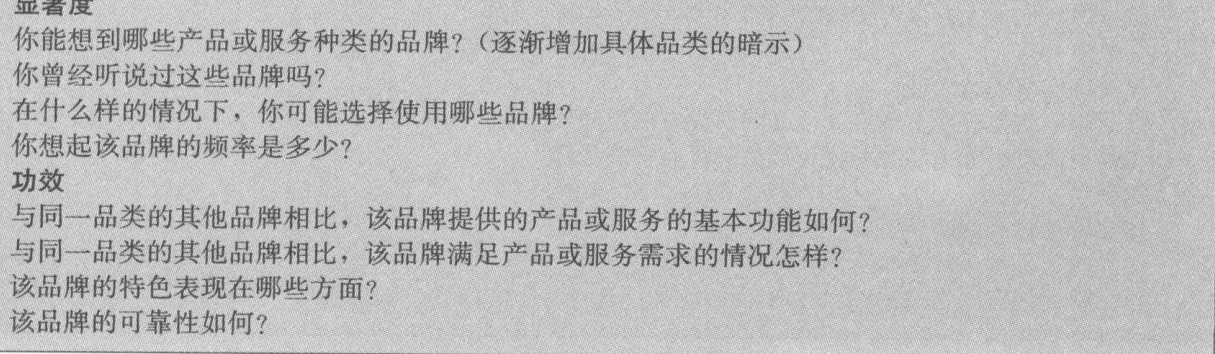 显著度
你能想到哪些产品或服务种类的品牌?（逐渐增加具体品类的暗示）
你曾经听说过这些品牌吗?
在什么样的情况下，你可能选择使用哪些品牌?
你想起该品牌的频率是多少?
功效
与同一品类的其他品牌相比，该品牌提供的产品或服务的基本功能如何?
与同一品类的其他品牌相比，该品牌满足产品或服务需求的情况怎样?
该品牌的特色表现在哪些方面?
该品牌的可靠性如何?